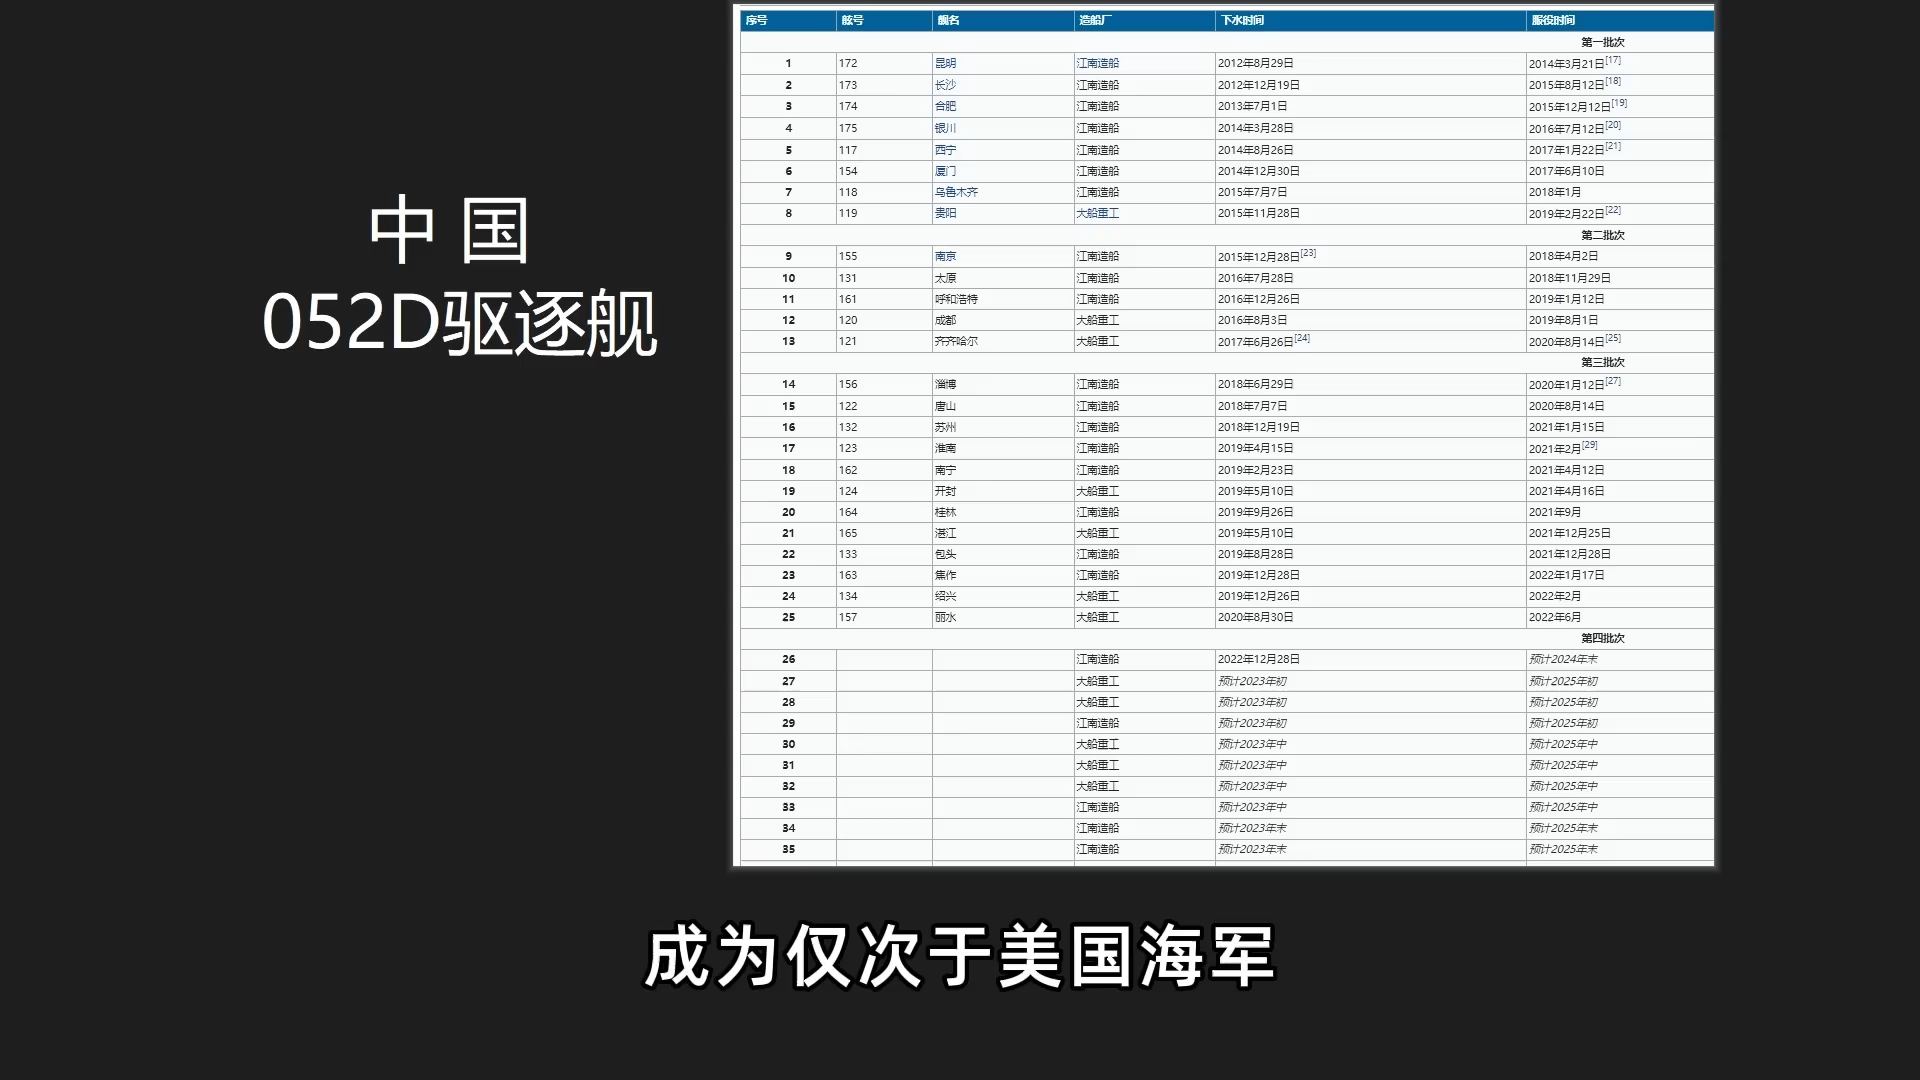 中国
052D驱逐舰
序号 舷号 舰名 造船厂 下水时间 服役时间
第一批次
1 172 昆明 江南造船 2012年8月29日 2014年3月21日[17]
2 173 长沙 江南造船 2012年12月19日 2015年8月12日[18]
3 174 合肥 江南造船 2013年7月1日 2015年12月12日[19]
4 175 银川 江南造船 2014年3月28日 2016年7月12日[20]
5 117 西宁 江南造船 2014年8月26日 2017年1月22日[21]
6 154 厦门 江南造船 2014年12月30日 2017年6月10日
7 118 乌鲁木齐 江南造船 2015年7月7日 2018年1月
8 119 贵阳 大船重工 2015年11月28日 2019年2月22日[22]
第二批次
9 155 南京 江南造船 2015年12月28日[23] 2018年4月2日
10 131 太原 江南造船 2016年7月28日 2018年11月29日
11 161 呼和浩特 江南造船 2016年12月26日 2019年1月12日
12 120 成都 大船重工 2016年8月3日 2019年8月1日
13 121 齐齐哈尔 大船重工 2017年6月26日[24] 2020年8月14日[25]
第三批次
14 156 淄博 江南造船 2018年6月29日 2020年1月12日[27]
15 122 唐山 江南造船 2018年7月7日 2020年8月14日
16 132 苏州 江南造船 2018年12月19日 2021年1月15日
17 123 淮南 江南造船 2019年4月15日 2021年2月[29]
18 162 南宁 江南造船 2019年2月23日 2021年4月12日
19 124 开封 大船重工 2019年5月10日 2021年4月16日
20 164 桂林 江南造船 2019年9月26日 2021年9月
21 165 湛江 大船重工 2019年5月10日 2021年12月25日
22 133 包头 江南造船 2019年8月28日 2021年12月28日
23 163 焦作 江南造船 2019年12月28日 2022年1月17日
24 134 绍兴 大船重工 2019年12月26日 2022年2月
25 157 丽水 大船重工 2020年8月30日 2022年6月
第四批次
26 江南造船 2022年12月28日 预计2024年末
27 大船重工 预计2023年初 预计2025年初
28 大船重工 预计2023年初 预计2025年初
29 江南造船 预计2023年初 预计2025年初
30 大船重工 预计2023年中 预计2025年中
31 大船重工 预计2023年中 预计2025年中
32 大船重工 预计2023年中 预计2025年中
33 江南造船 预计2023年中 预计2025年中
34 江南造船 预计2023年末 预计2025年末
35 江南造船 预计2023年末 预计2025年末
成为仅次于美国海军